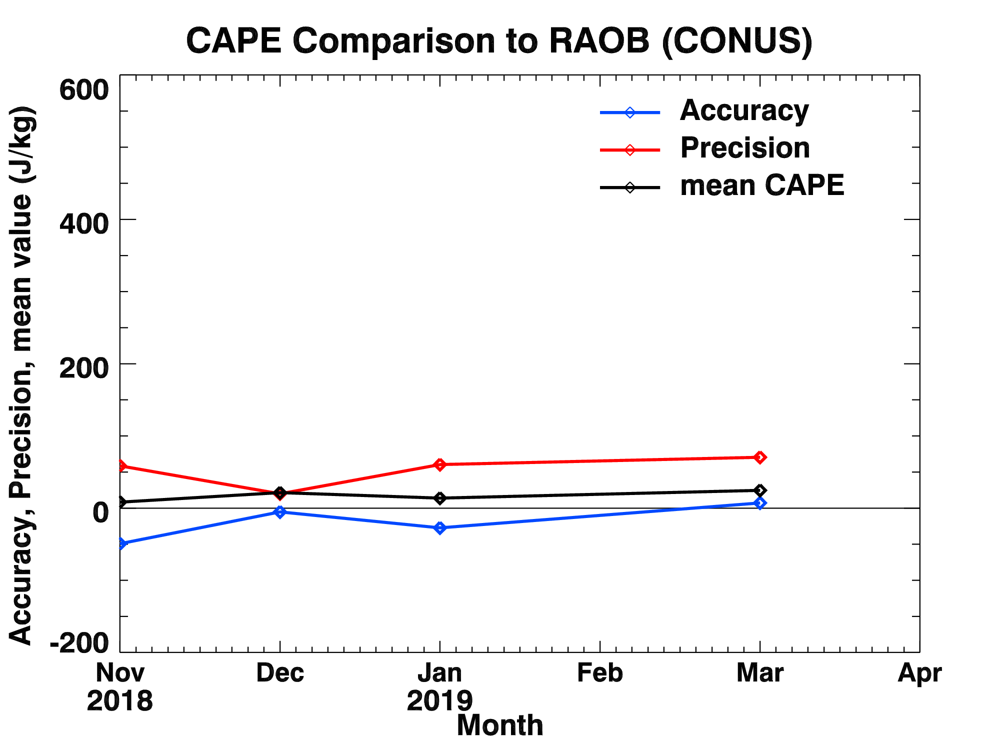 CAPE Comparison to RAOB (CONUS)
Accuracy, Precision, mean value (J/kg)
600
400
200
0
-200
Accuracy
Precision
mean CAPE
Nov Dec Jan Feb Mar Apr
2018 2019
Month